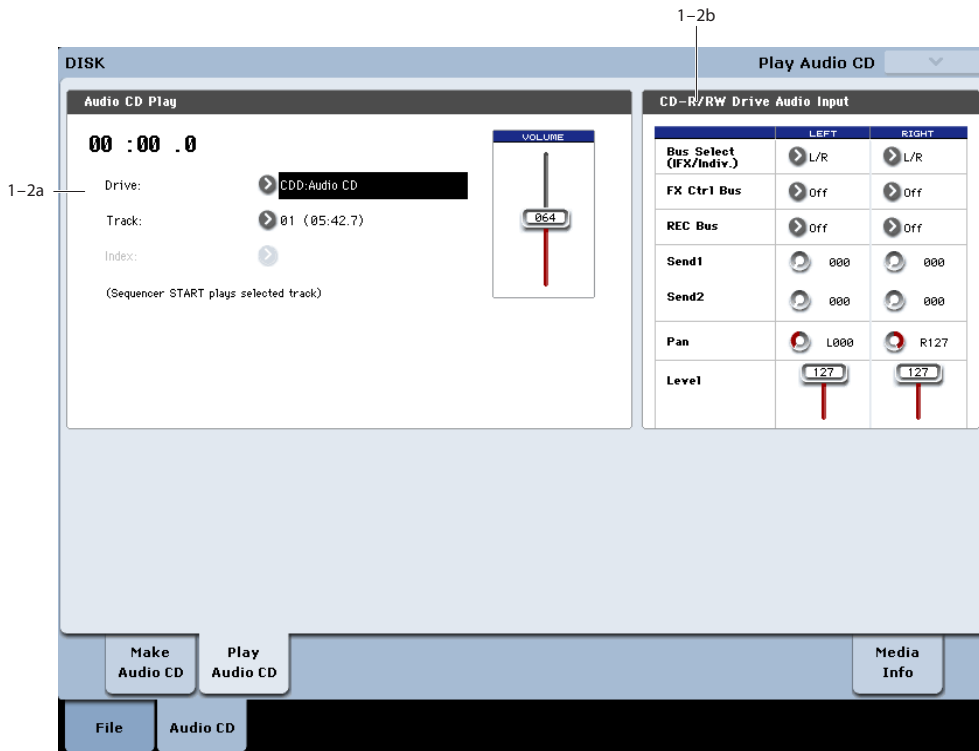 1–2b
DISK
Play Audio CD
Audio CD Play
CD-R/RW Drive Audio Input
00 :00 .0
VOLUME
LEFT RIGHT
Bus Select
(IFX/Indiv.) L/R L/R
1–2a
Drive: CDD:Audio CD
FX Ctrl Bus Off Off
Track: 01 (05:42.7)
064
REC Bus Off Off
Index:
Send1 000 000
(Sequencer START plays selected track)
Send2 000 000
Pan L000 R127
Level 127 127
Make
Audio CD
Play
Audio CD
Media
Info
File
Audio CD